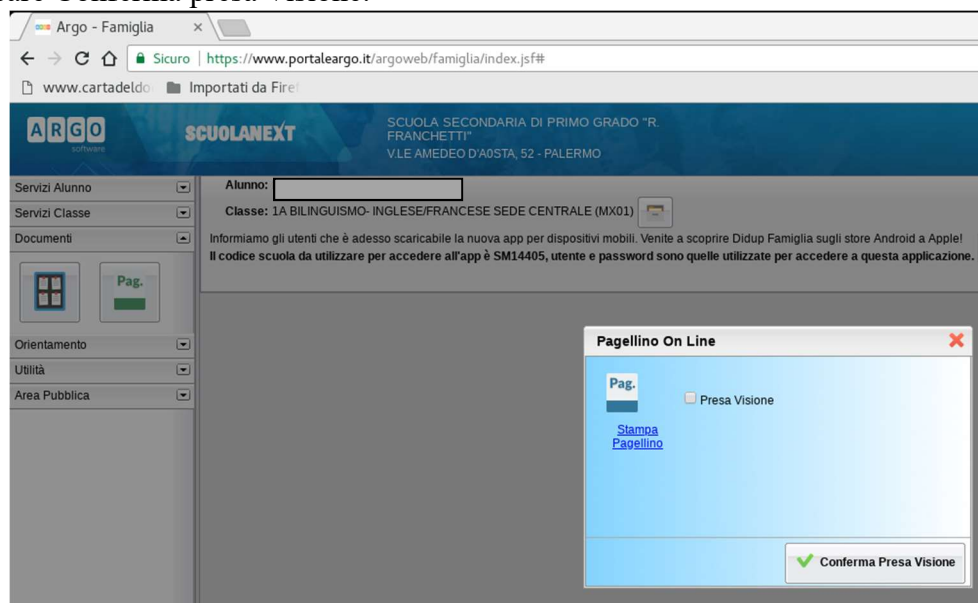 Conferma presa visione.
Argo - Famiglia
Sicuro | https://www.portaleargo.it/argoweb/famiglia/index.jsf#
www.cartadeldo
Importati da Firef
ARGO
software
SCUOLANEXT
SCUOLA SECONDARIA DI PRIMO GRADO "R.
FRANCHETTI"
V.LE AMEDEO D'A0STA, 52 - PALERMO
Servizi Alunno
Servizi Classe
Documenti
Pag.
Orientamento
Utilità
Area Pubblica
Alunno:
Classe: 1A BILINGUISMO- INGLESE/FRANCESE SEDE CENTRALE (MX01)
Informiamo gli utenti che è adesso scaricabile la nuova app per dispositivi mobili. Venite a scoprire Didup Famiglia sugli store Android a Apple!
Il codice scuola da utilizzare per accedere all'app è SM14405, utente e password sono quelle utilizzate per accedere a questa applicazione.
Pagellino On Line
Pag.
Presa Visione
Stampa
Pagellino
Conferma Presa Visione